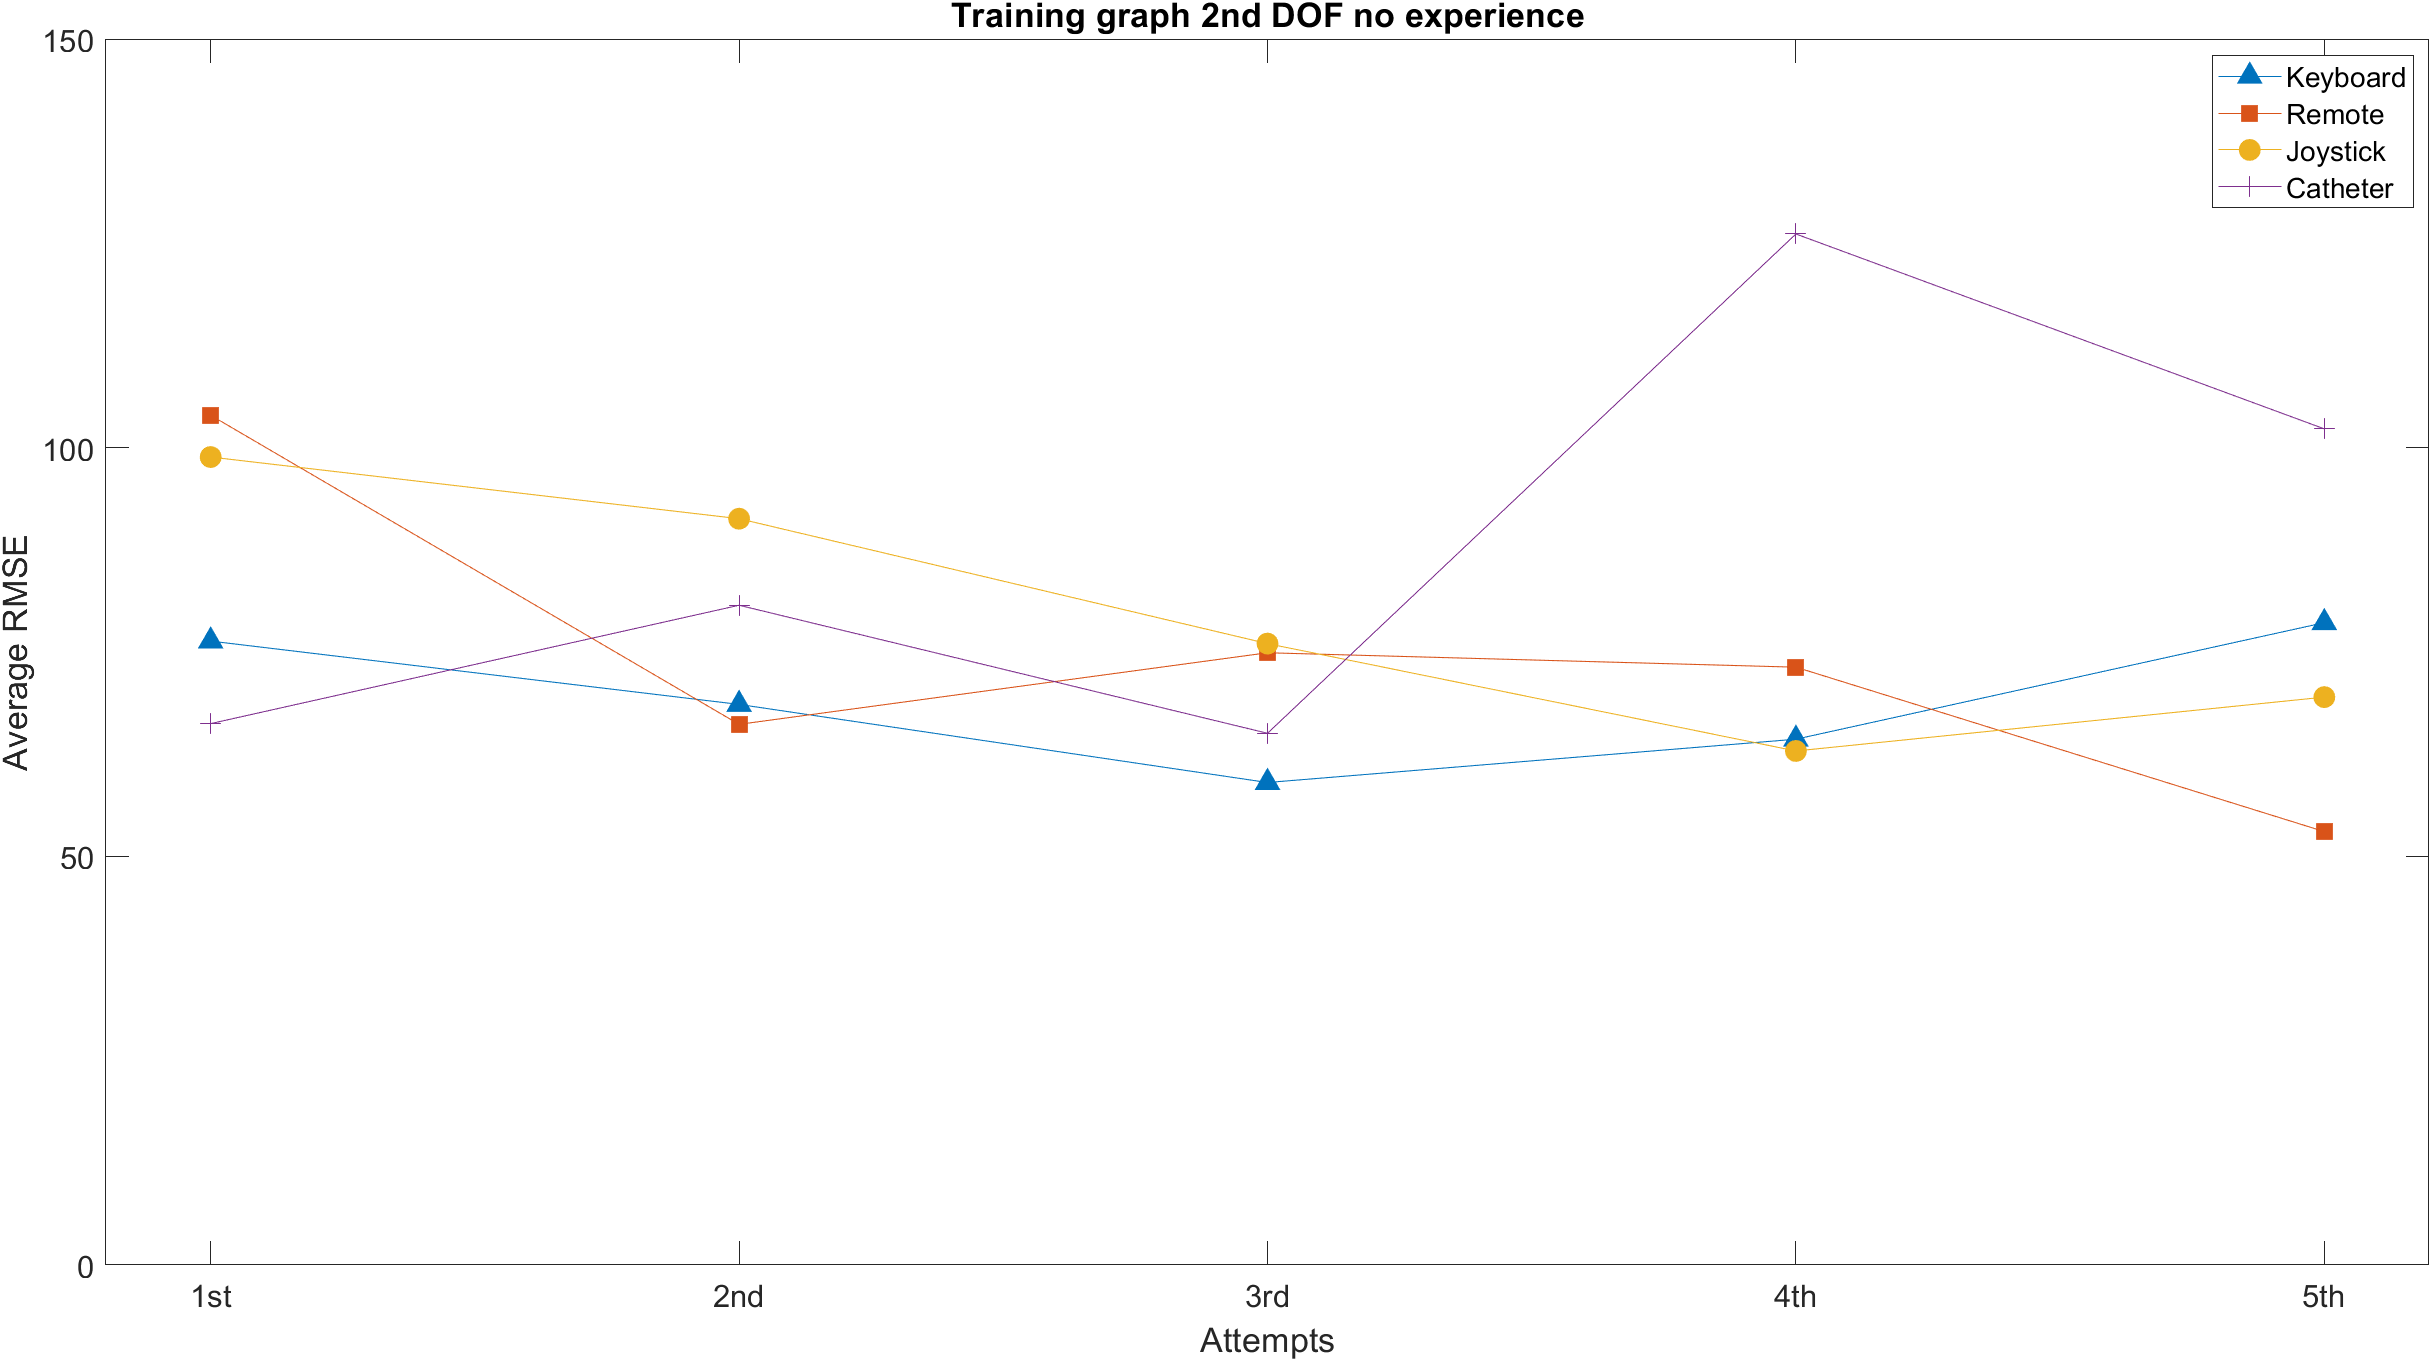 Training graph 2nd DOF no experience
150
100
50
0
Average RMSE
Keyboard
Remote
Joystick
Catheter
1st 2nd 3rd 4th 5th
Attempts